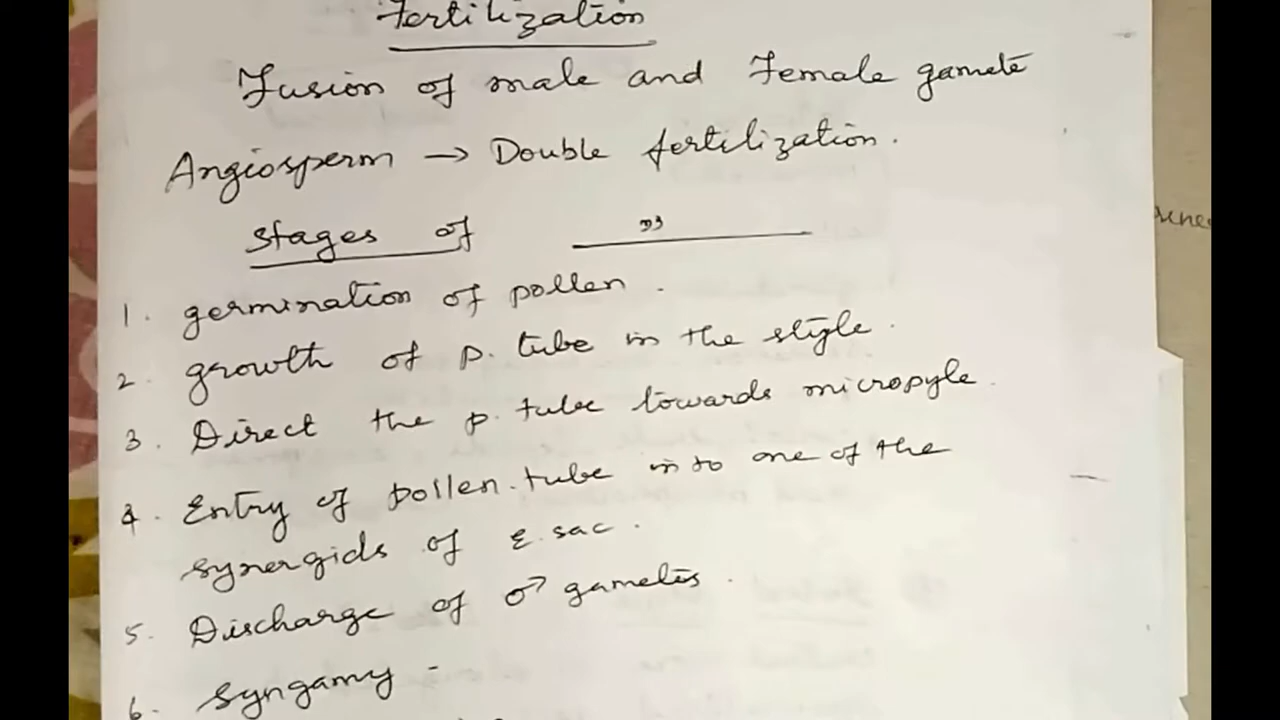 Fertilization
Fusion of male and Female gamete
Angiosperm → Double fertilization.
Stages of "
1. germination of pollen.
2. growth of p. tube in the style.
3. Direct the p. tube towards micropyle.
4. Entry of pollen.tube in to one of the
synergids of E.sac.
5. Discharge of ♂ gametes.
6. Syngamy -